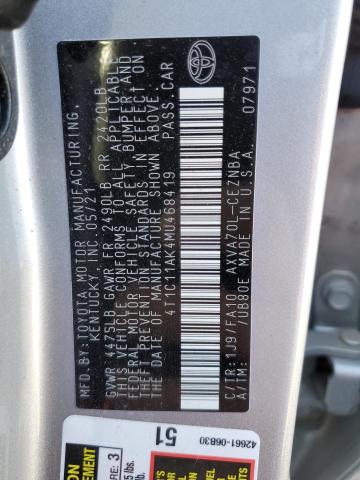 MFD.BY:TOYOTA MOTOR MANUFACTURING,
KENTUCKY, INC.05/21
GVWR 4475LB GAWR FR 2490LB RR 2420LB
THIS VEHICLE CONFORMS TO ALL APPLICABLE
FEDERAL MOTOR VEHICLE SAFETY, BUMPER,AND
THEFT PREVENTION STANDARDS IN EFFECT ON
THE DATE OF MANUFACTURE SHOWN ABOVE.
4T1C11AK4MU468419 PASS.CAR
C/TR:1J9/FA10 AXVA70L-CEZNBA
A/TM: /UB80E U.S.A.
07971
TOYOTA
51
42661-06B30